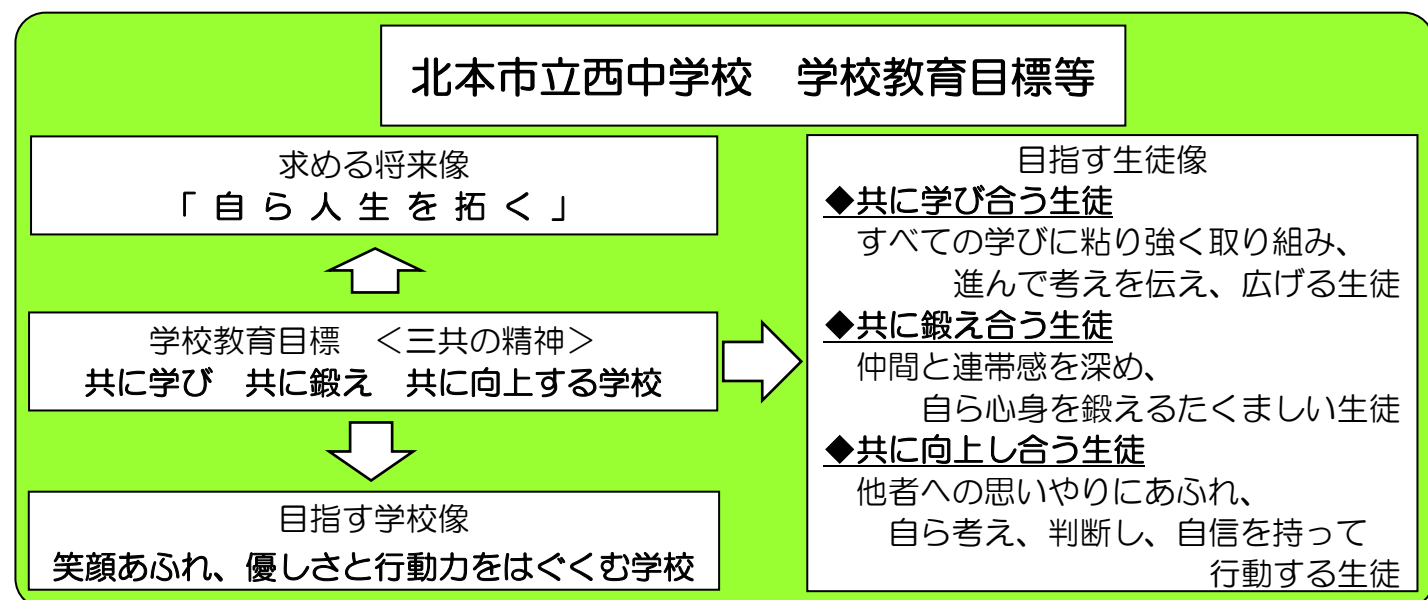 北本市立西中学校　学校教育目標等
求める将来像
「自ら人生を拓く」
学校教育目標　＜三共の精神＞
共に学び　共に鍛え　共に向上する学校
目指す学校像
笑顔あふれ、優しさと行動力をはぐくむ学校
目指す生徒像
◆共に学び合う生徒
すべての学びに粘り強く取り組み、
進んで考えを伝え、広げる生徒
◆共に鍛え合う生徒
仲間と連帯感を深め、
自ら心身を鍛えるたくましい生徒
◆共に向上し合う生徒
他者への思いやりにあふれ、
自ら考え、判断し、自信を持って
行動する生徒